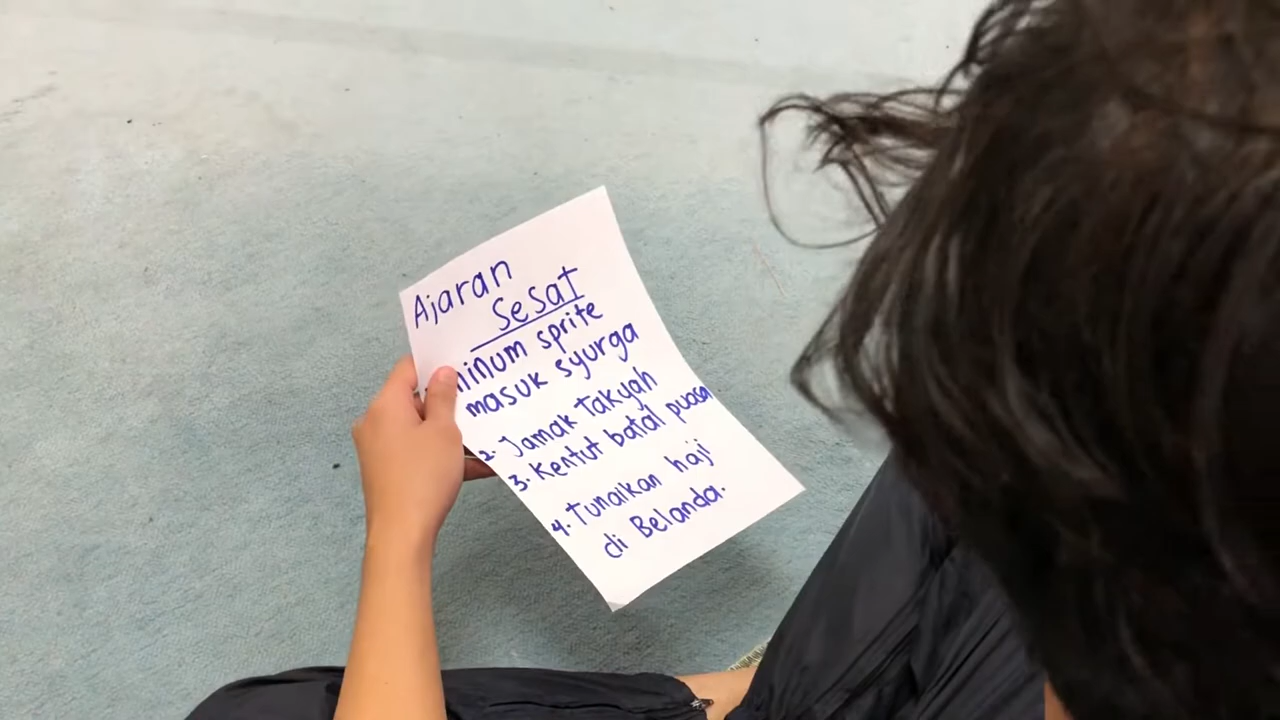 Ajaran
Sesat
minum sprite
masuk syurga
2. Jamak takyah
3. Kentut batal puasa
4. Tunaikan haji
di Belanda.